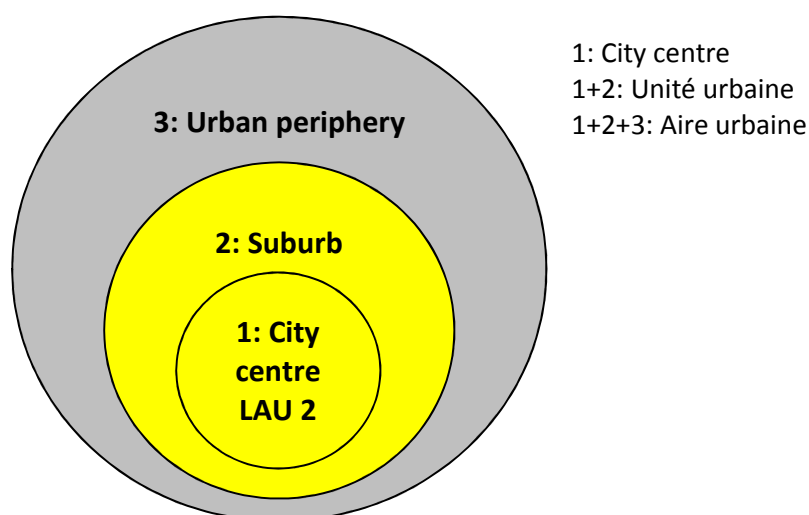 1: City centre
1+2: Unité urbaine
1+2+3: Aire urbaine
3: Urban periphery
2: Suburb
1: City
centre
LAU 2